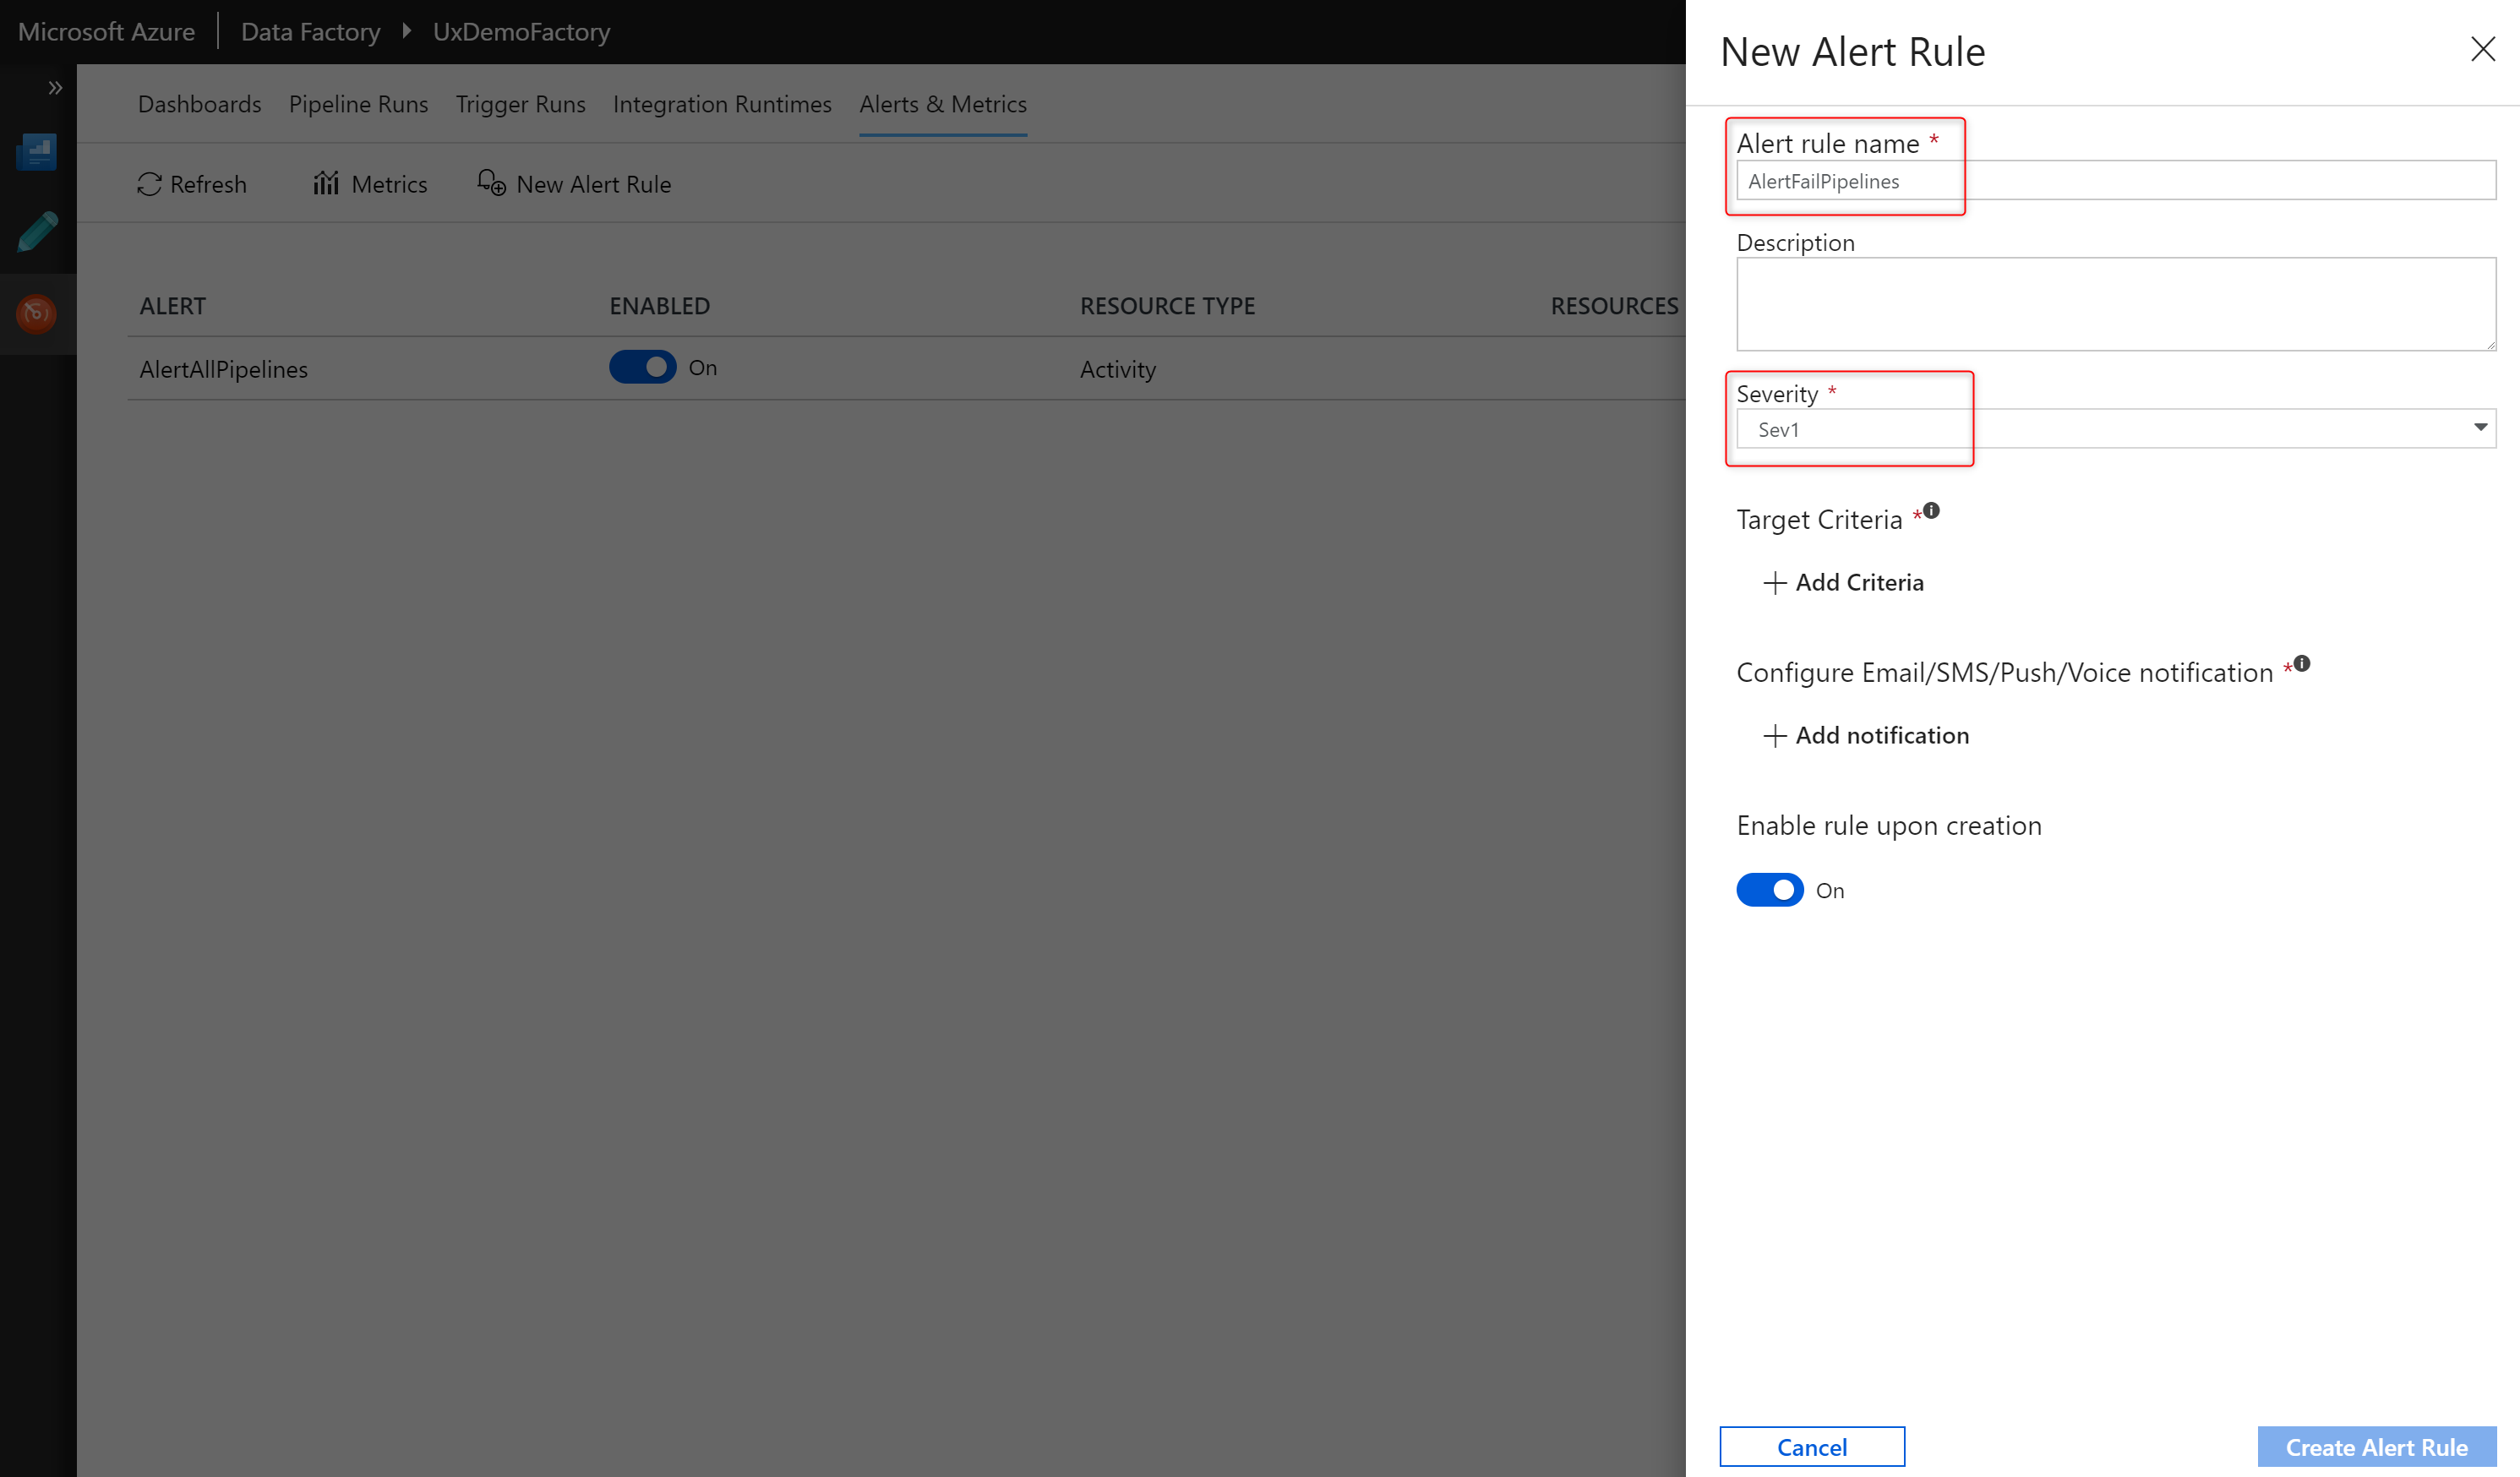 Microsoft Azure Data Factory UxDemoFactory
Dashboards Pipeline Runs Trigger Runs Integration Runtimes Alerts & Metrics
Refresh Metrics New Alert Rule
ALERT ENABLED RESOURCE TYPE RESOURCES
AlertAllPipelines On Activity
New Alert Rule
Alert rule name *
AlertFailPipelines
Description
Severity *
Sev1
Target Criteria *
Add Criteria
Configure Email/SMS/Push/Voice notification *
Add notification
Enable rule upon creation
On
Cancel Create Alert Rule